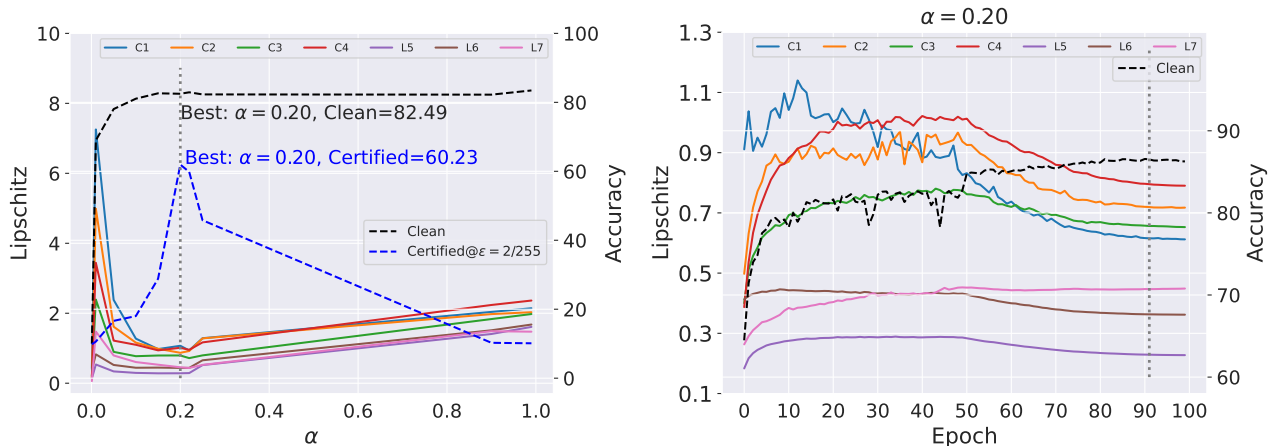 C1 C2 C3 C4 L5 L6 L7
10
8
6
4
2
0
Lipschitz
100
80
60
40
20
0
Accuracy
Best: α = 0.20, Clean=82.49
Best: α = 0.20, Certified=60.23
Clean
Certified@ε = 2/255
0.0 0.2 0.4 0.6 0.8 1.0
α
α = 0.20
C1 C2 C3 C4 L5 L6 L7
Clean
1.3
1.1
0.9
0.7
0.5
0.3
0.1
Lipschitz
90
80
70
60
Accuracy
0 10 20 30 40 50 60 70 80 90 100
Epoch